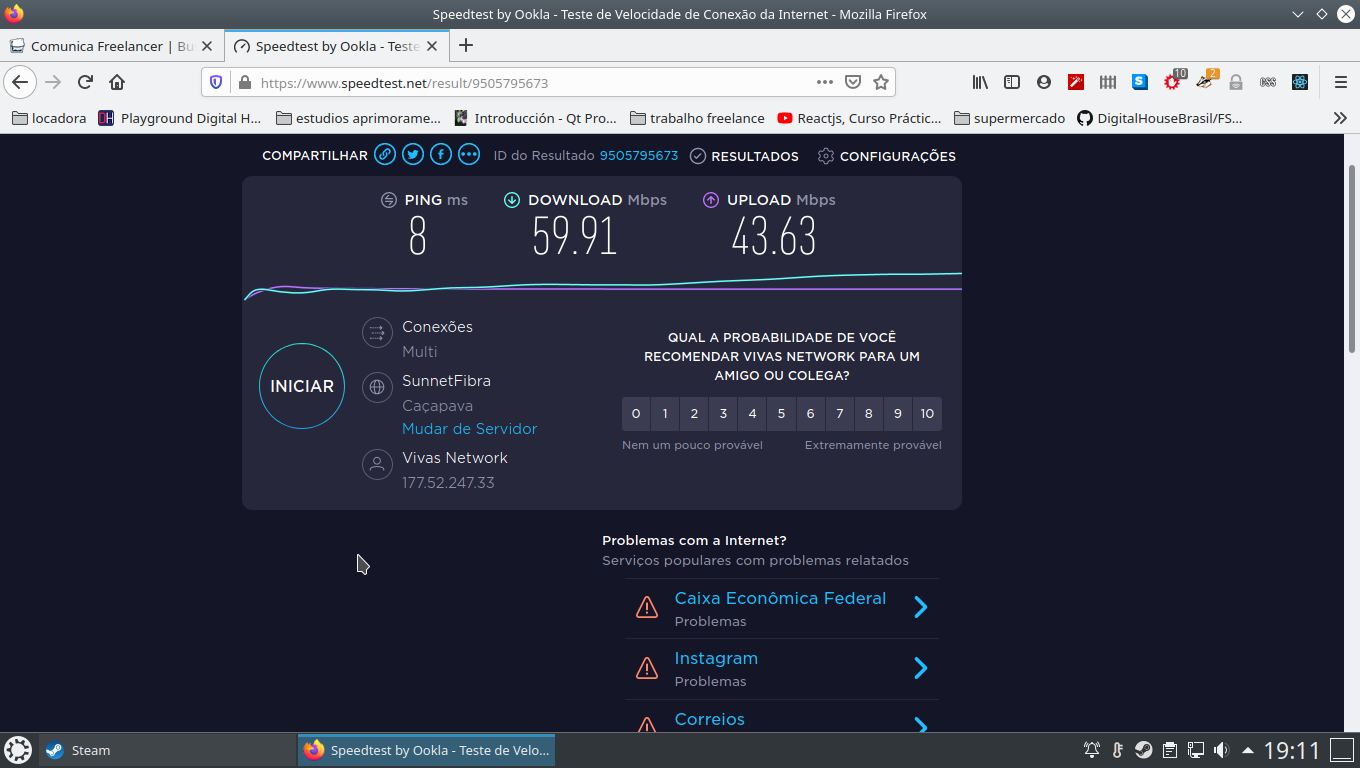 Speedtest by Ookla - Teste de Velocidade de Conexão da Internet - Mozilla Firefox
Comunica Freelancer | Bu
Speedtest by Ookla - Teste
https://www.speedtest.net/result/9505795673
10
2
CSS
locadora
Playground Digital H...
estudios aprimorame...
Introducción - Qt Pro...
trabalho freelance
Reactjs, Curso Práctic...
supermercado
DigitalHouseBrasil/FS...
COMPARTILHAR
ID do Resultado 9505795673
RESULTADOS
CONFIGURAÇÕES
PING ms
DOWNLOAD Mbps
UPLOAD Mbps
8
59.91
43.63
INICIAR
Conexões
Multi
SunnetFibra
Caçapava
Mudar de Servidor
Vivas Network
177.52.247.33
QUAL A PROBABILIDADE DE VOCÊ
RECOMENDAR VIVAS NETWORK PARA UM
AMIGO OU COLEGA?
0 1 2 3 4 5 6 7 8 9 10
Nem um pouco provável
Extremamente provável
Problemas com a Internet?
Serviços populares com problemas relatados
Caixa Econômica Federal
Problemas
Instagram
Problemas
Correios
Steam
Speedtest by Ookla - Teste de Velo...
19:11